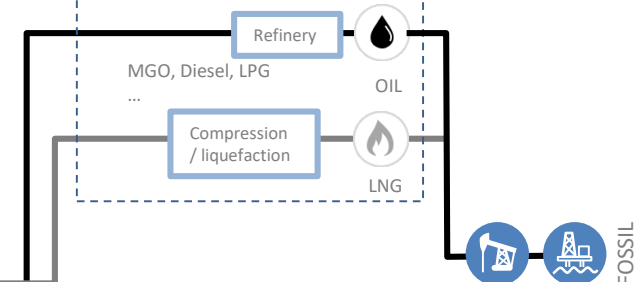 Refinery
MGO, Diesel, LPG
...
OIL
Compression
/ liquefaction
LNG
FOSSIL